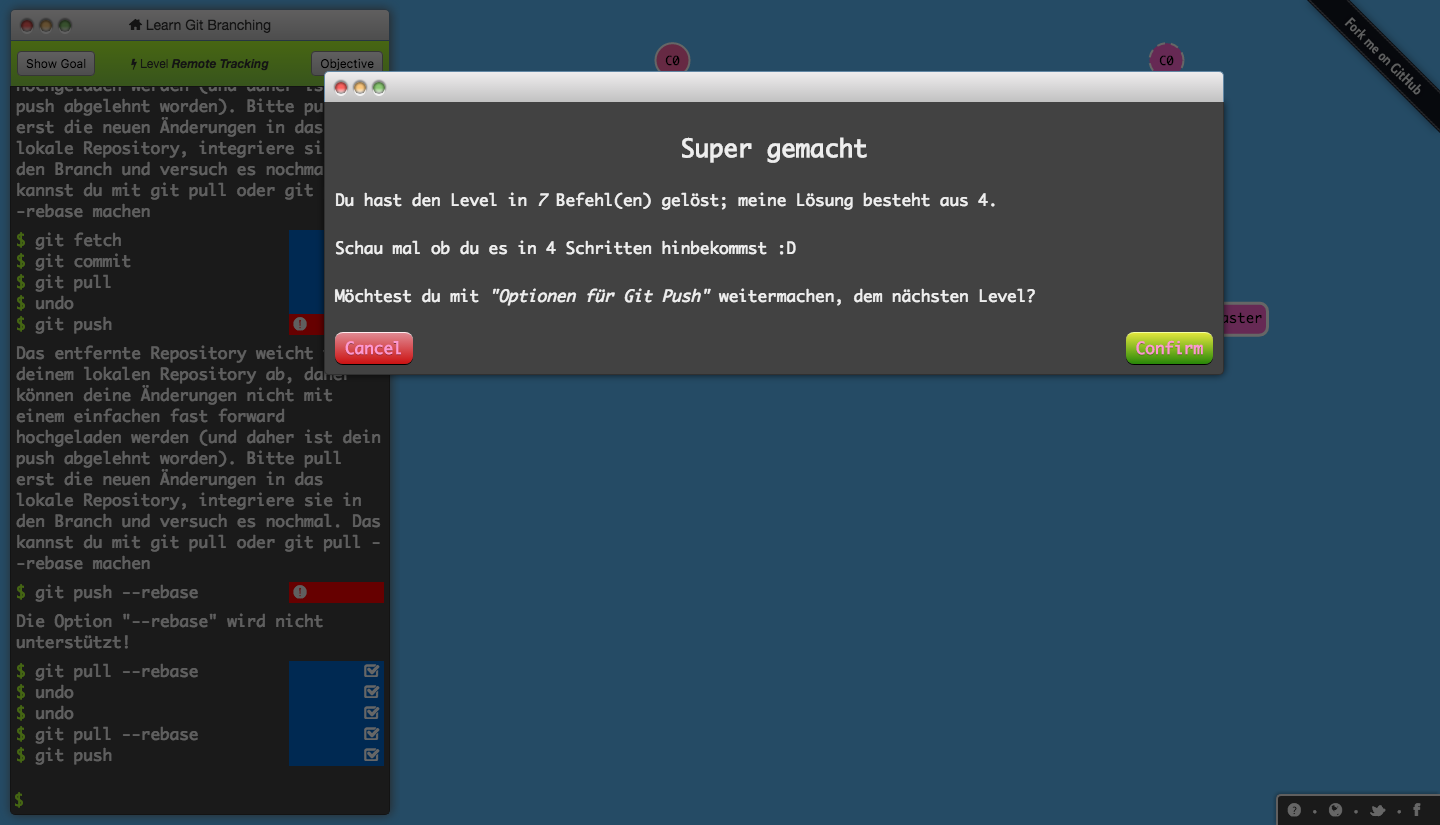 Learn Git Branching
Show Goal
Level Remote Tracking
Objective
hochgeladen werden (und daher is
push abgelehnt worden). Bitte pu
erst die neuen Änderungen in das
lokale Repository, integriere si
den Branch und versuch es nochma
kannst du mit git pull oder git
-rebase machen
$ git fetch
$ git commit
$ git pull
$ undo
$ git push
Das entfernte Repository weicht
deinem lokalen Repository ab, daher
können deine Änderungen nicht mit
einem einfachen fast forward
hochgeladen werden (und daher ist dein
push abgelehnt worden). Bitte pull
erst die neuen Änderungen in das
lokale Repository, integriere sie in
den Branch und versuch es nochmal. Das
kannst du mit git pull oder git pull -
-rebase machen
$ git push --rebase
Die Option "--rebase" wird nicht
unterstützt!
$ git pull --rebase
$ undo
$ undo
$ git pull --rebase
$ git push
$
C0
C0
Super gemacht
Du hast den Level in 7 Befehl(en) gelöst; meine Lösung besteht aus 4.
Schau mal ob du es in 4 Schritten hinbekommst :D
Möchtest du mit "Optionen für Git Push" weitermachen, dem nächsten Level?
Cancel
Confirm
aster
Fork me on GitHub